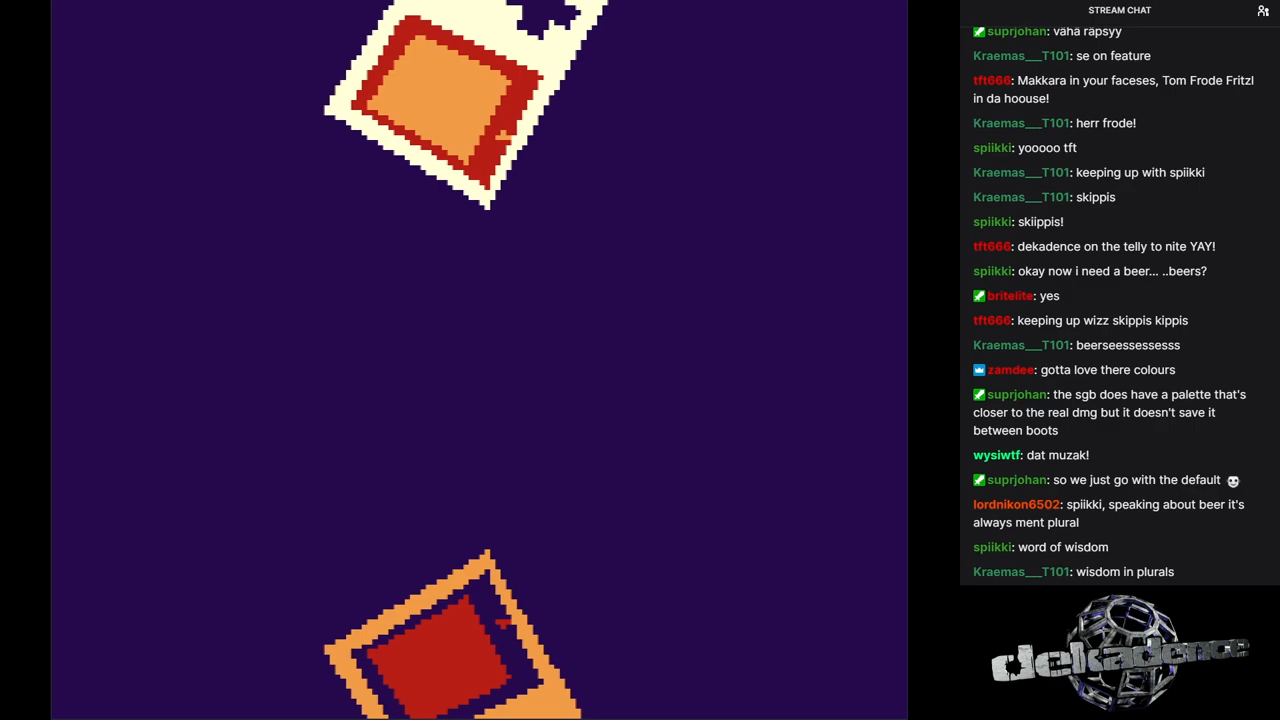 STREAM CHAT
suprjohan: vähä räpsyy
Kraemas___T101: se on feature
tft666: Makkara in your faceses, Tom Frode Fritzl
in da hoouse!
Kraemas___T101: herr frode!
spiikki: yooooo tft
Kraemas___T101: keeping up with spiikki
Kraemas___T101: skippis
spiikki: skiippis!
tft666: dekadence on the telly to nite YAY!
spiikki: okay now i need a beer... ..beers?
britelite: yes
tft666: keeping up wizz skippis kippis
Kraemas___T101: beerseessessesss
zamdee: gotta love there colours
suprjohan: the sgb does have a palette that's
closer to the real dmg but it doesn't save it
between boots
wysiwtf: dat muzak!
suprjohan: so we just go with the default
lordnikon6502: spiikki, speaking about beer it's
always ment plural
spiikki: word of wisdom
Kraemas___T101: wisdom in plurals
dekadence